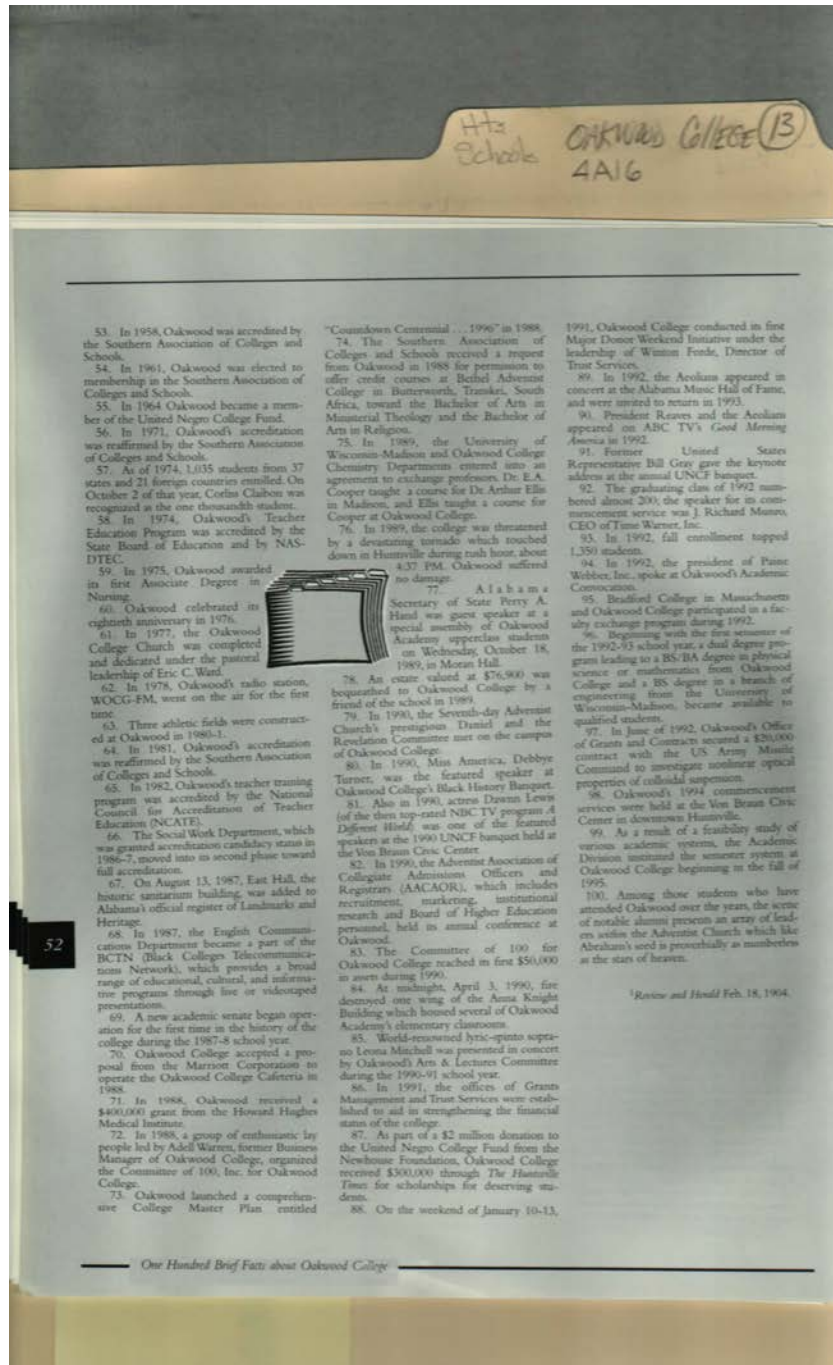 Hts
Schools
OAKWOOD COLLEGE 13
4A16
53. In 1958, Oakwood was accredited by
the Southern Association of Colleges and
Schools.
54. In 1961, Oakwood was elected to
membership in the Southern Association of
Colleges and Schools.
55. In 1964 Oakwood became a mem-
ber of the United Negro College Fund.
56. In 1971, Oakwood's accreditation
was reaffirmed by the Southern Association
of Colleges and Schools.
57. As of 1974, 1,035 students from 37
states and 21 foreign countries enrolled. On
October 2 of that year, Corliss Claibon was
recognized as the one thousandth student.
58. In 1974, Oakwood's Teacher
Education Program was accredited by the
State Board of Education and by NAS-
DTEC.
59. In 1975, Oakwood awarded
its first Associate Degree in
Nursing.
60. Oakwood celebrated its
eightieth anniversary in 1976.
61. In 1977, the Oakwood
College Church was completed
and dedicated under the pastoral
leadership of Eric C. Ward.
62. In 1978, Oakwood's radio station,
WOCG-FM, went on the air for the first
time.
63. Three athletic fields were construct-
ed at Oakwood in 1980-1.
64. In 1981, Oakwood's accreditation
was reaffirmed by the Southern Association
of Colleges and Schools.
65. In 1982, Oakwood's teacher training
program was accredited by the National
Council for Accreditation of Teacher
Education (NCATE).
66. The Social Work Department, which
was granted accreditation candidacy status in
1986-7, moved into its second phase toward
full accreditation.
67. On August 13, 1987, East Hall, the
historic sanitarium building, was added to
Alabama's official register of Landmarks and
Heritage.
68. In 1987, the English Communi-
cations Department became a part of the
BCTN (Black Colleges Telecommunica-
tions Network), which provides a broad
range of educational, cultural, and informa-
tive programs through live or videotaped
presentations.
69. A new academic senate began oper-
ation for the first time in the history of the
college during the 1987-8 school year.
70. Oakwood College accepted a pro-
posal from the Marriott Corporation to
operate the Oakwood College Cafeteria in
1988.
71. In 1988, Oakwood received a
$400,000 grant from the Howard Hughes
Medical Institute.
72. In 1988, a group of enthusiastic lay
people led by Adell Warren, former Business
Manager of Oakwood College, organized
the Committee of 100, Inc. for Oakwood
College.
73. Oakwood launched a comprehen-
sive College Master Plan entitled
"Countdown Centennial . . . 1996" in 1988.
74. The Southern Association of
Colleges and Schools received a request
from Oakwood in 1988 for permission to
offer credit courses at Bethel Adventist
College in Butterworth, Transkei, South
Africa, toward the Bachelor of Arts in
Ministerial Theology and the Bachelor of
Arts in Religion.
75. In 1989, the University of
Wisconsin-Madison and Oakwood College
Chemistry Departments entered into an
agreement to exchange professors. Dr. E.A.
Cooper taught a course for Dr. Arthur Ellis
in Madison, and Ellis taught a course for
Cooper at Oakwood College.
76. In 1989, the college was threatened
by a devastating tornado which touched
down in Huntsville during rush hour, about
4:37 PM. Oakwood suffered
no damage.
77. Alabama
Secretary of State Perry A.
Hand was guest speaker at a
special assembly of Oakwood
Academy upperclass students
on Wednesday, October 18,
1989, in Moran Hall.
78. An estate valued at $76,900 was
bequeathed to Oakwood College by a
friend of the school in 1989.
79. In 1990, the Seventh-day Adventist
Church's prestigious Daniel and the
Revelation Committee met on the campus
of Oakwood College.
80. In 1990, Miss America, Debbye
Turner, was the featured speaker at
Oakwood College's Black History Banquet.
81. Also in 1990, actress Dawnn Lewis
(of the then top-rated NBC TV program A
Different World) was one of the featured
speakers at the 1990 UNCF banquet held at
the Von Braun Civic Center.
82. In 1990, the Adventist Association of
Collegiate Admissions Officers and
Registrars (AACAOR), which includes
recruitment, marketing, institutional
research and Board of Higher Education
personnel, held its annual conference at
Oakwood.
83. The Committee of 100 for
Oakwood College reached its first $50,000
in assets during 1990.
84. At midnight, April 3, 1990, fire
destroyed one wing of the Anna Knight
Building which housed several of Oakwood
Academy's elementary classrooms.
85. World-renowned lyric-spinto sopra-
no Leona Mitchell was presented in concert
by Oakwood's Arts & Lectures Committee
during the 1990-91 school year.
86. In 1991, the offices of Grants
Management and Trust Services were estab-
lished to aid in strengthening the financial
status of the college.
87. As part of a $2 million donation to
the United Negro College Fund from the
Newhouse Foundation, Oakwood College
received $300,000 through The Huntsville
Times for scholarships for deserving stu-
dents.
88. On the weekend of January 10-13,
1991, Oakwood College conducted its first
Major Donor Weekend Initiative under the
leadership of Winton Forde, Director of
Trust Services.
89. In 1992, the Aeolians appeared in
concert at the Alabama Music Hall of Fame,
and were invited to return in 1993.
90. President Reaves and the Aeolians
appeared on ABC TV's Good Morning
America in 1992.
91. Former United States
Representative Bill Gray gave the keynote
address at the annual UNCF banquet.
92. The graduating class of 1992 num-
bered almost 200; the speaker for its com-
mencement service was J. Richard Munro,
CEO of Time Warner, Inc.
93. In 1992, fall enrollment topped
1,350 students.
94. In 1992, the president of Paine
Webber, Inc., spoke at Oakwood's Academic
Convocation.
95. Bradford College in Massachusetts
and Oakwood College participated in a fac-
ulty exchange program during 1992.
96. Beginning with the first semester of
the 1992-93 school year, a dual degree pro-
gram leading to a BS/BA degree in physical
science or mathematics from Oakwood
College and a BS degree in a branch of
engineering from the University of
Wisconsin-Madison, became available to
qualified students.
97. In June of 1992, Oakwood's Office
of Grants and Contracts secured a $20,000
contract with the US Army Missile
Command to investigate nonlinear optical
properties of colloidal suspension.
98. Oakwood's 1994 commencement
services were held at the Von Braun Civic
Center in downtown Huntsville.
99. As a result of a feasibility study of
various academic systems, the Academic
Division instituted the semester system at
Oakwood College beginning in the fall of
1995.
100. Among those students who have
attended Oakwood over the years, the scene
of notable alumni presents an array of lead-
ers within the Adventist Church which like
Abraham's seed is proverbially as numberless
as the stars of heaven.
1Review and Herald Feb. 18, 1904.
52
One Hundred Brief Facts about Oakwood College